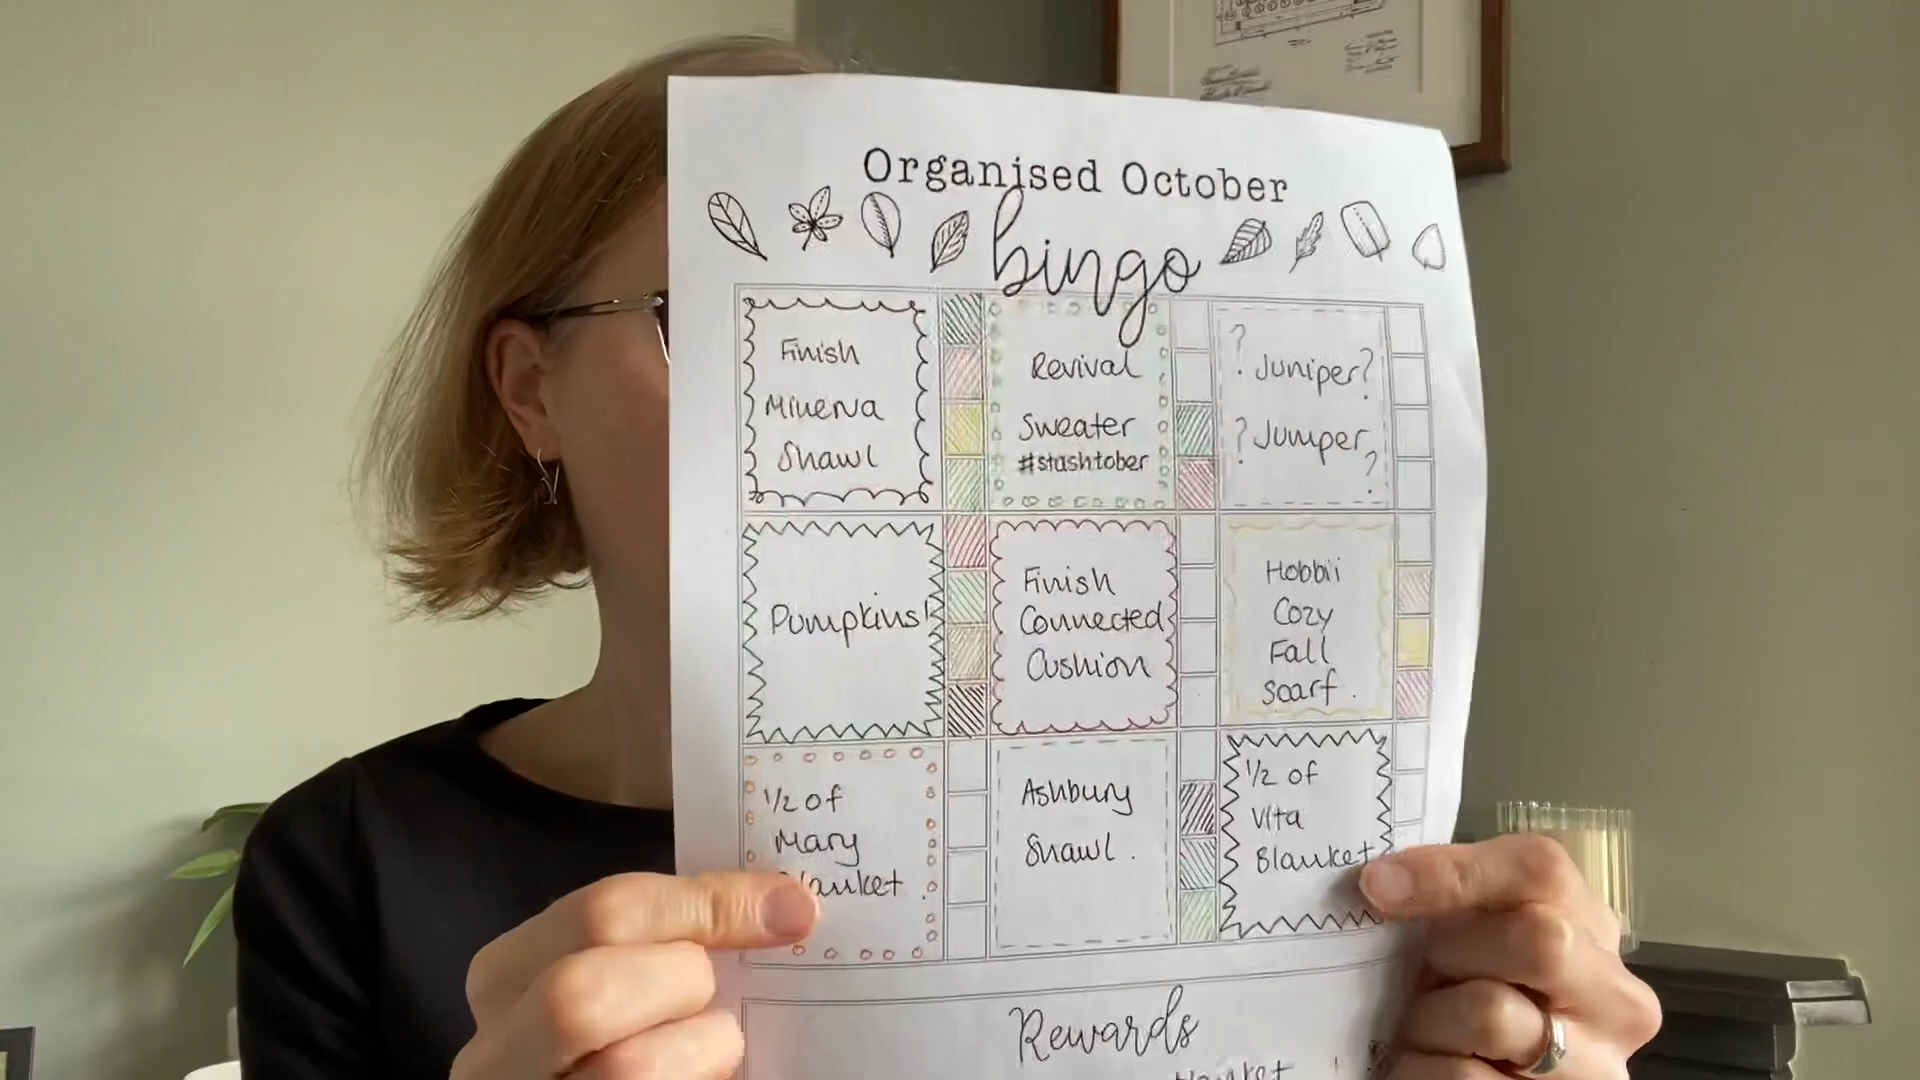 Organised October
bingo
Finish
Minerva
Shawl
Revival
Sweater
#stashtober
?
Juniper?
? Jumper
?
Pumpkins!
Finish
Connected
Cushion
Hobbii
Cozy
Fall
Scarf.
1/2 of
Mary
Blanket.
Ashbury
Shawl.
1/2 of
Vita
Blanket
Rewards